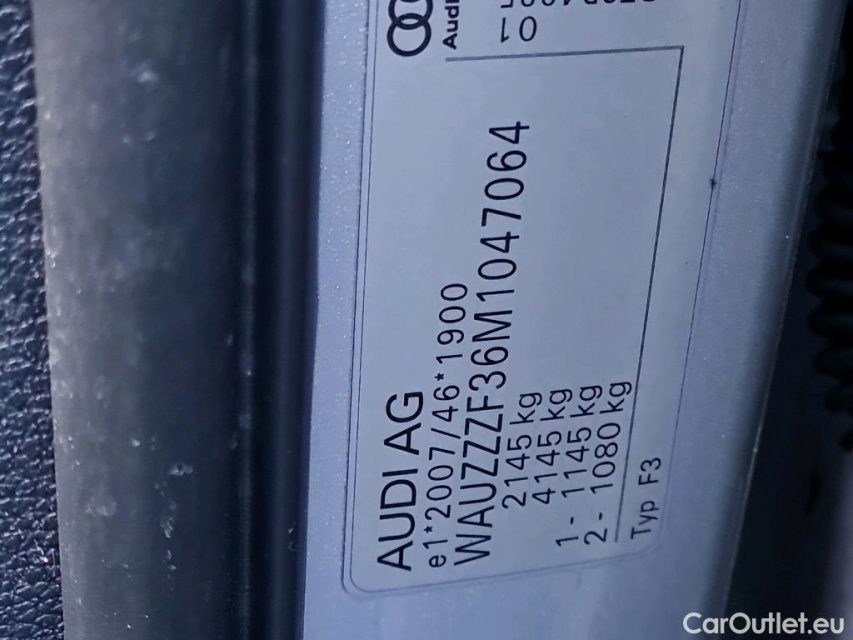 AUDI AG
e1*2007/46*1900
WAUZZZF36M1047064
2145 kg
4145 kg
1- 1145 kg
2- 1080 kg
Typ F3
Audi
CarOutlet.eu